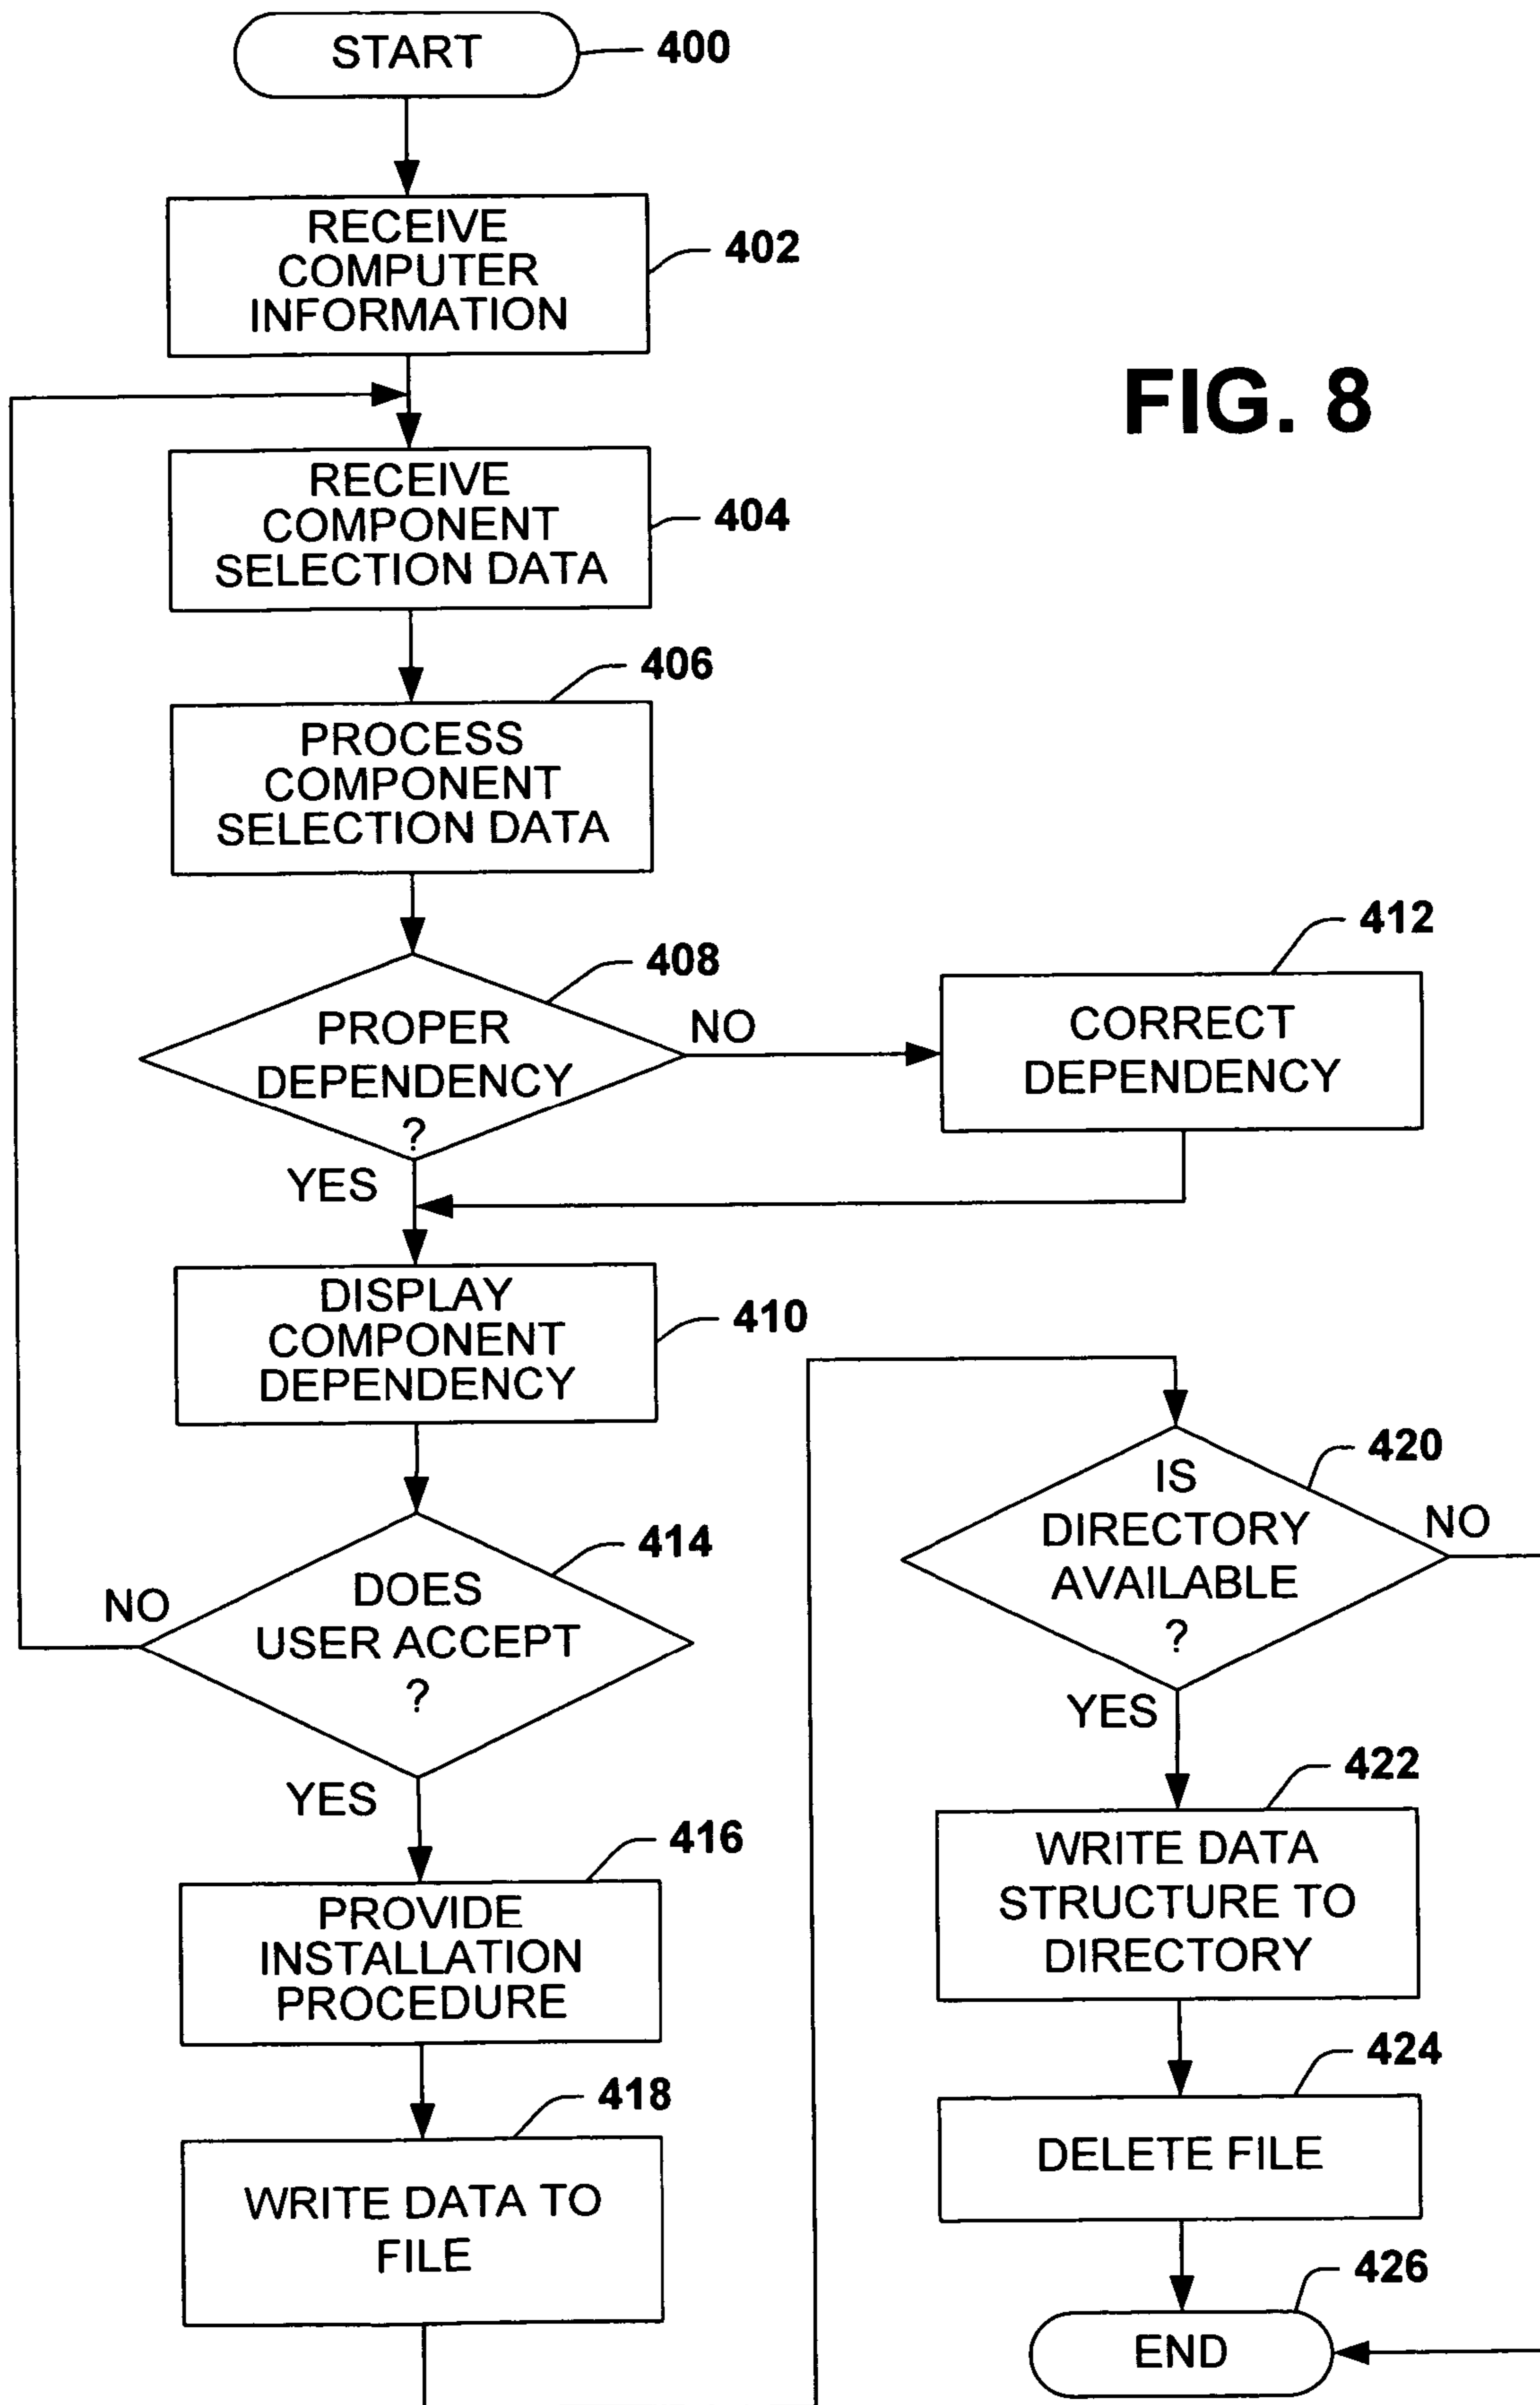 START
400
RECEIVE
COMPUTER
INFORMATION
402
FIG. 8
RECEIVE
COMPONENT
SELECTION DATA
404
406
PROCESS
COMPONENT
SELECTION DATA
408
PROPER
DEPENDENCY
?
NO
412
CORRECT
DEPENDENCY
YES
DISPLAY
COMPONENT
DEPENDENCY
410
414
DOES
USER ACCEPT
?
NO
YES
416
PROVIDE
INSTALLATION
PROCEDURE
418
WRITE DATA TO
FILE
420
IS
DIRECTORY
AVAILABLE
?
NO
YES
422
WRITE DATA
STRUCTURE TO
DIRECTORY
424
DELETE FILE
426
END